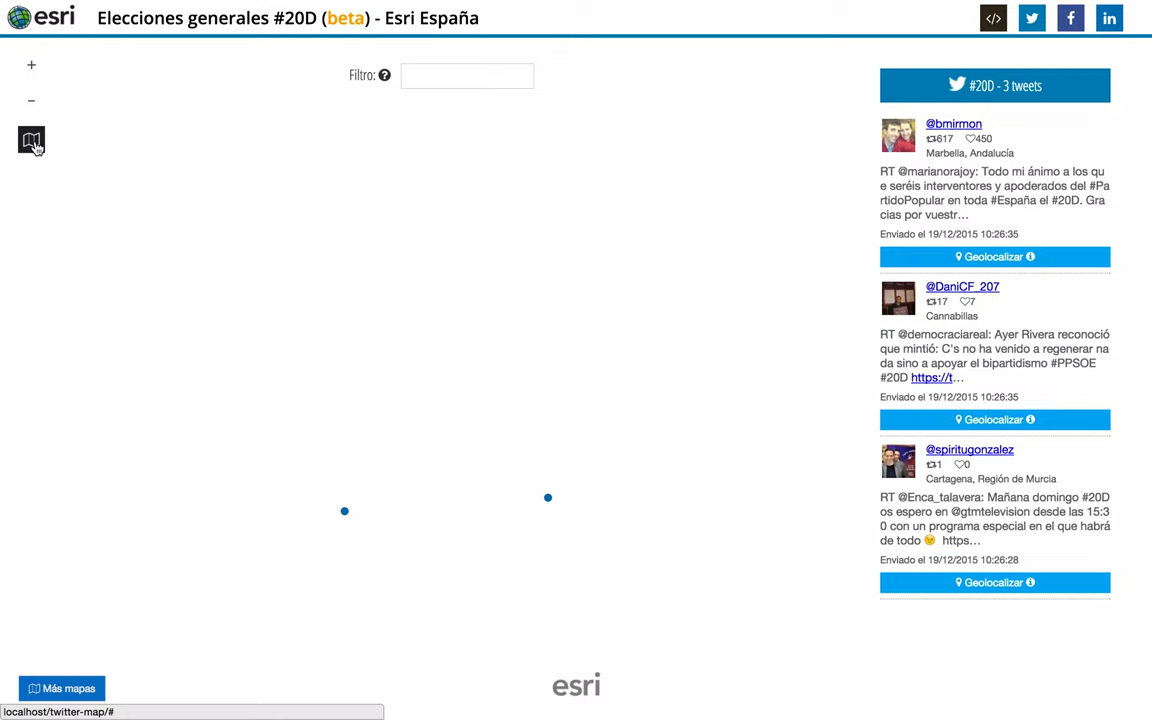 esri Elecciones generales #20D (beta) - Esri España
</> in
+
Filtro:
−
#20D - 3 tweets
@bmirmon
617 450
Marbella, Andalucía
RT @marianorajoy: Todo mi ánimo a los qu
e seréis interventores y apoderados del #Pa
rtidoPopular en toda #España el #20D. Gra
cias por vuestr…
Enviado el 19/12/2015 10:26:35
Geolocalizar
@DaniCF_207
17 7
Cannabillas
RT @democraciareal: Ayer Rivera reconoció
que mintió: C's no ha venido a regenerar na
da sino a apoyar el bipartidismo #PPSOE
#20D https://t…
Enviado el 19/12/2015 10:26:35
Geolocalizar
@spiritugonzalez
1 0
Cartagena, Región de Murcia
RT @Enca_talavera: Mañana domingo #20D
os espero en @gtmtelevision desde las 15:3
0 con un programa especial en el que habrá
de todo 😉 https…
Enviado el 19/12/2015 10:26:28
Geolocalizar
Más mapas
esri
localhost/twitter-map/#